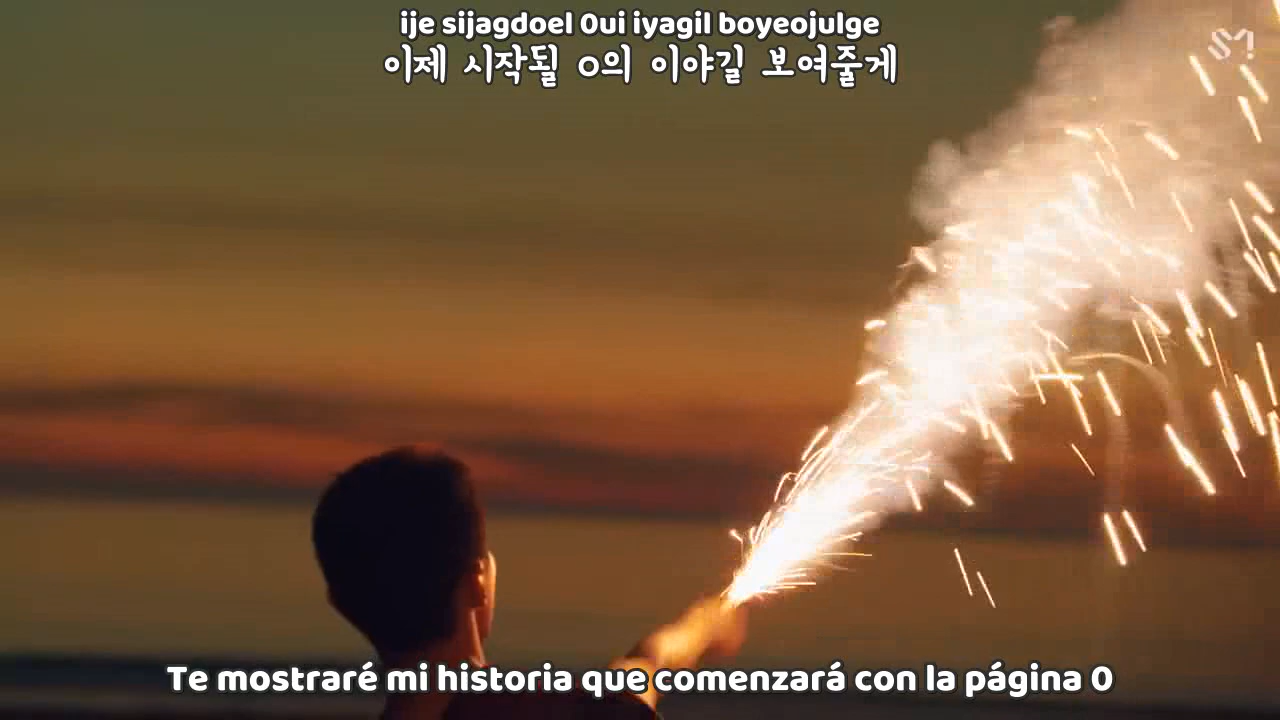 ije sijagdoel 0ui iyagil boyeojulge
이제 시작될 0의 이야길 보여줄게
SM!
Te mostraré mi historia que comenzará con la página 0